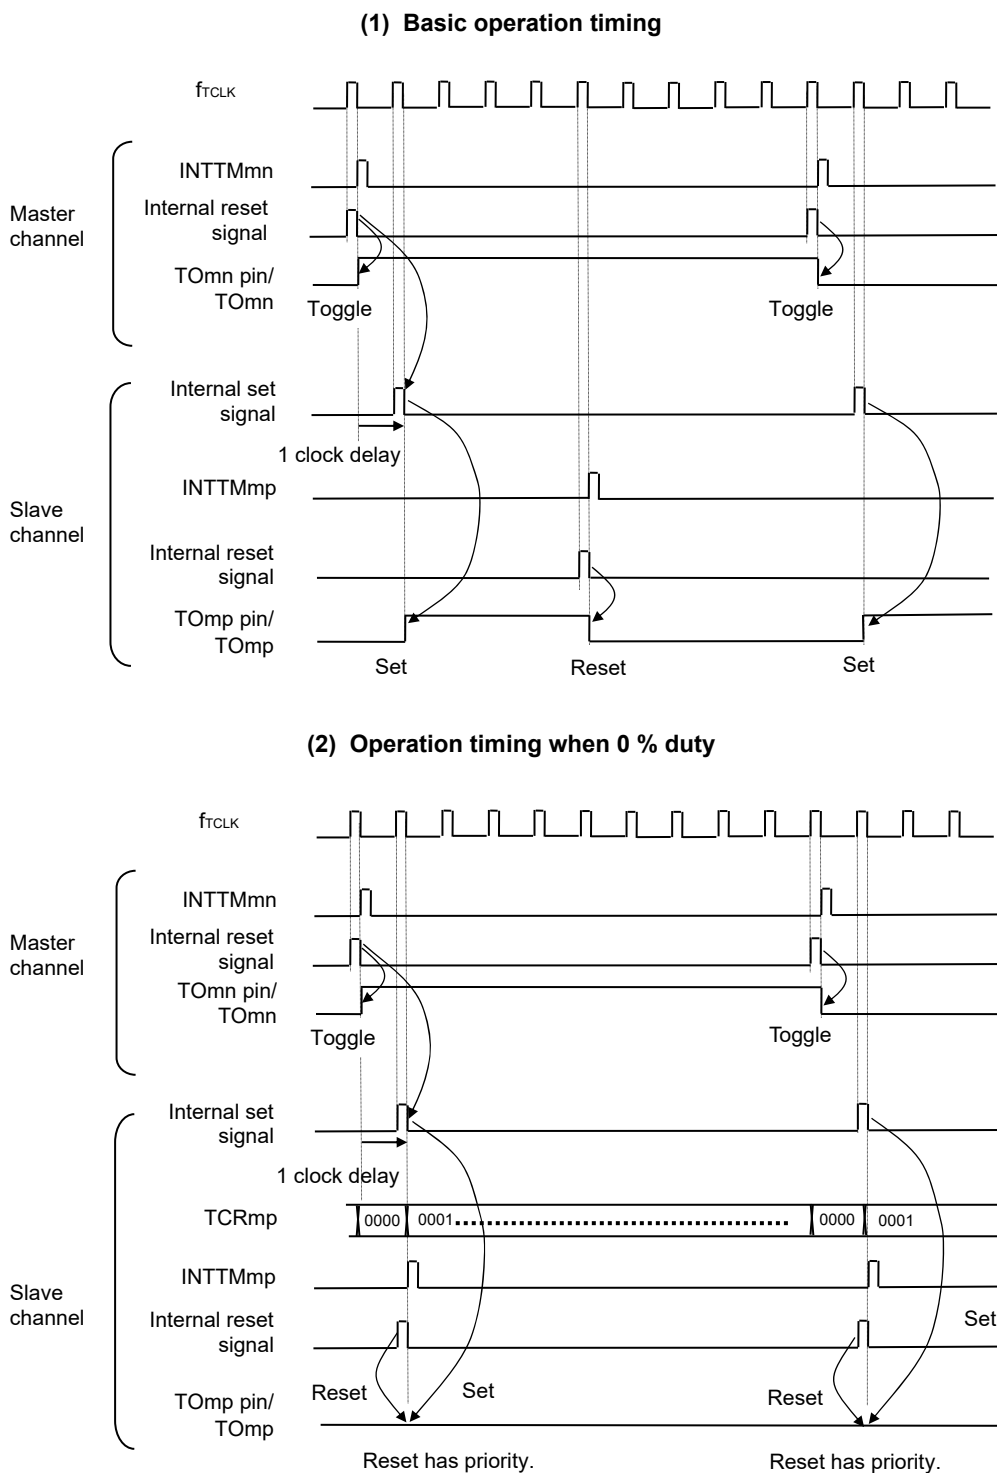 (1) Basic operation timing
fTCLK
INTTMmn
Master
channel
Internal reset
signal
TOmn pin/
TOmn
Toggle
Toggle
Internal set
signal
1 clock delay
Slave
channel
INTTMmp
Internal reset
signal
TOmp pin/
TOmp
Set
Reset
Set
(2) Operation timing when 0 % duty
fTCLK
INTTMmn
Master
channel
Internal reset
signal
TOmn pin/
TOmn
Toggle
Toggle
Internal set
signal
1 clock delay
TCRmp
0000
0001
0000
0001
Slave
channel
INTTMmp
Internal reset
signal
Set
Reset
Set
Reset
TOmp pin/
TOmp
Reset has priority.
Reset has priority.